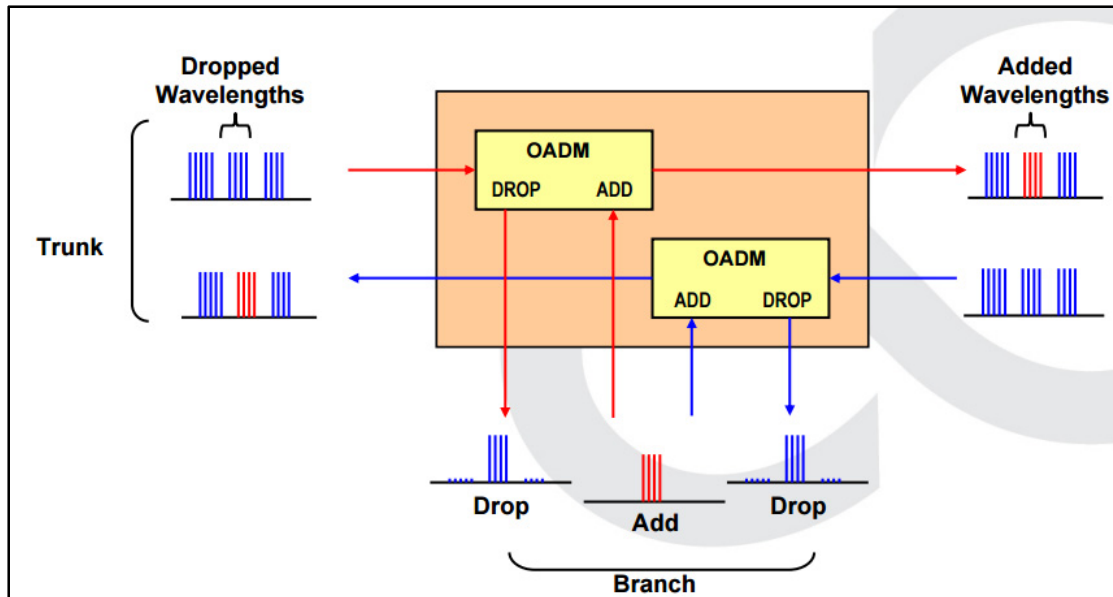 Dropped
Wavelengths
Added
Wavelengths
OADM
DROP ADD
Trunk
OADM
ADD DROP
Drop
Add
Drop
Branch